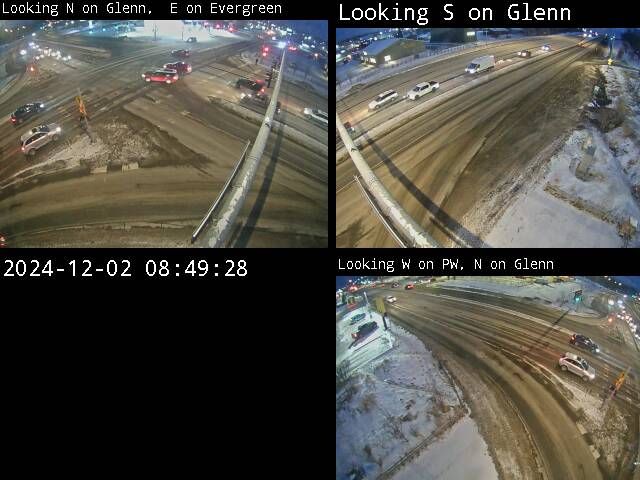 Looking N on Glenn,  E on Evergreen
Looking S on Glenn
2024-12-02 08:49:28
Looking W on PW, N on Glenn